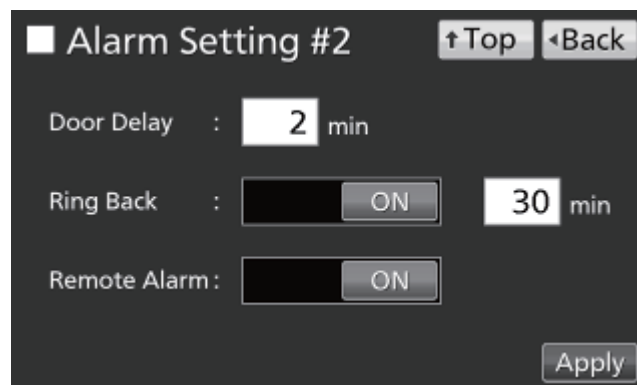 ■ Alarm Setting #2 ↑Top ◂Back
Door Delay : 2 min
Ring Back : ON 30 min
Remote Alarm : ON
Apply